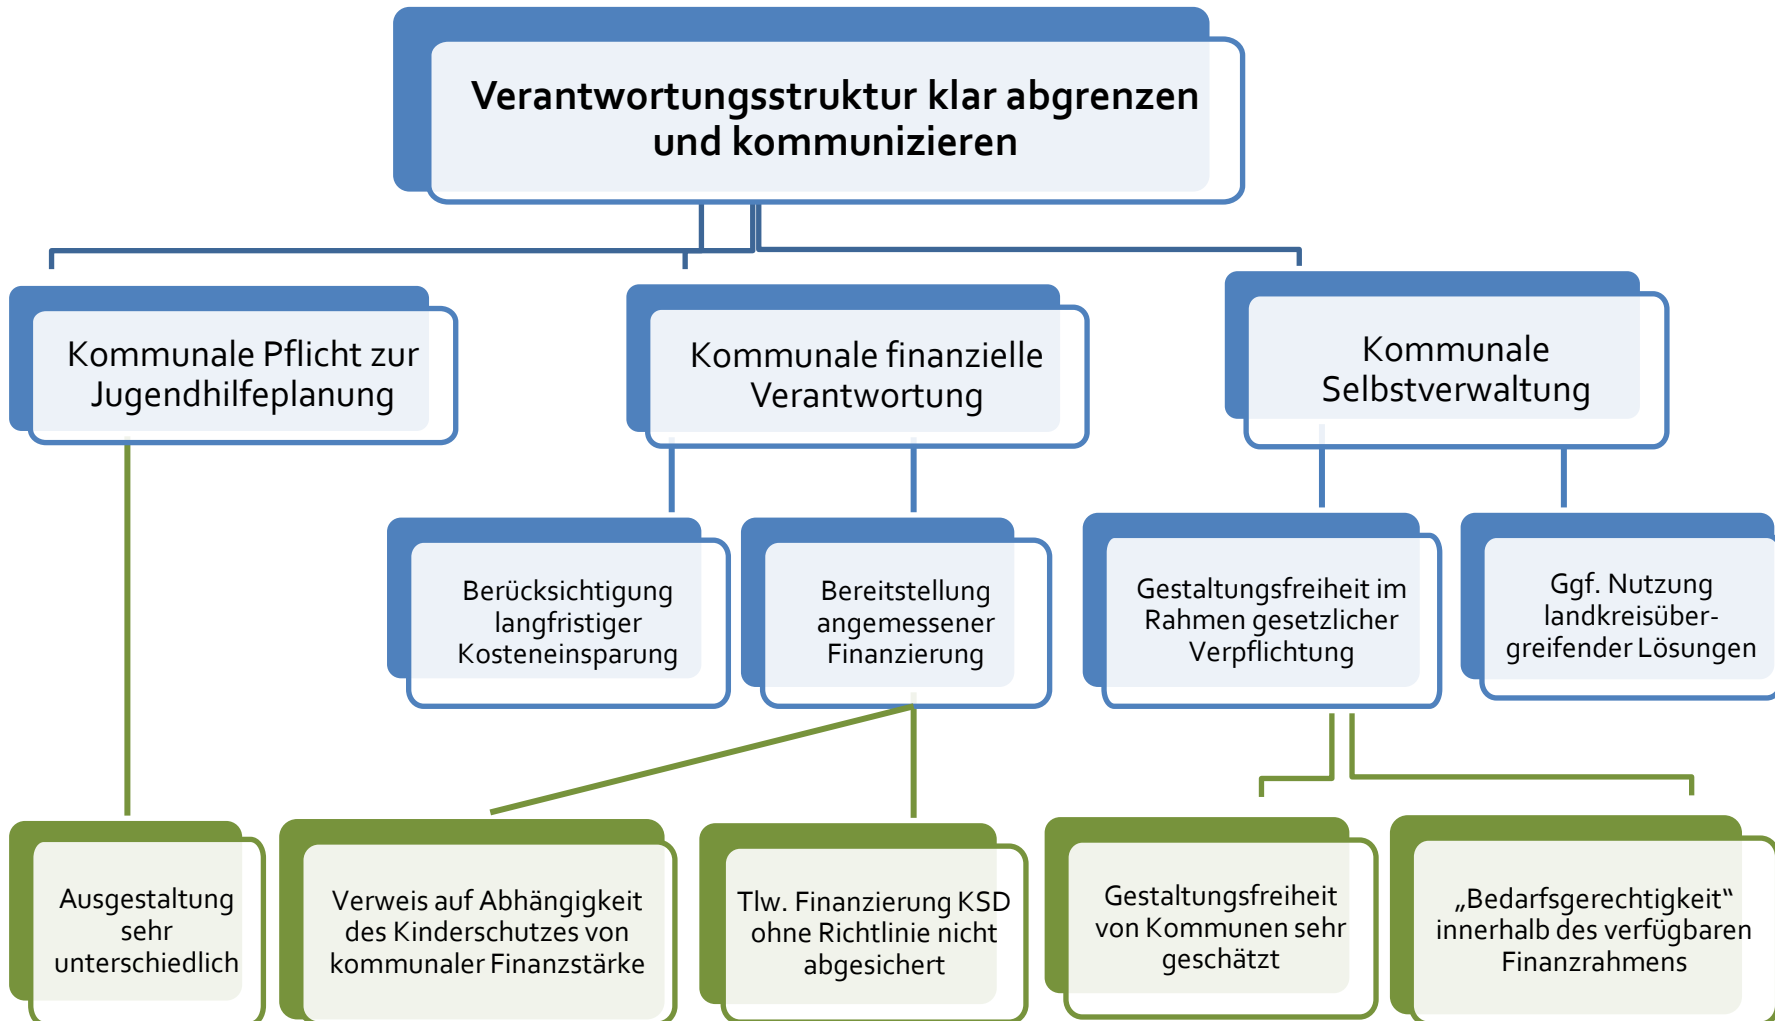 Verantwortungsstruktur klar abgrenzen
und kommunizieren
Kommunale Pflicht zur
Jugendhilfeplanung
Kommunale finanzielle
Verantwortung
Kommunale
Selbstverwaltung
Berücksichtigung
langfristiger
Kosteneinsparung
Bereitstellung
angemessener
Finanzierung
Gestaltungsfreiheit im
Rahmen gesetzlicher
Verpflichtung
Ggf. Nutzung
landkreisüber-
greifender Lösungen
Ausgestaltung
sehr
unterschiedlich
Verweis auf Abhängigkeit
des Kinderschutzes von
kommunaler Finanzstärke
Tlw. Finanzierung KSD
ohne Richtlinie nicht
abgesichert
Gestaltungsfreiheit
von Kommunen sehr
geschätzt
„Bedarfsgerechtigkeit“
innerhalb des verfügbaren
Finanzrahmens